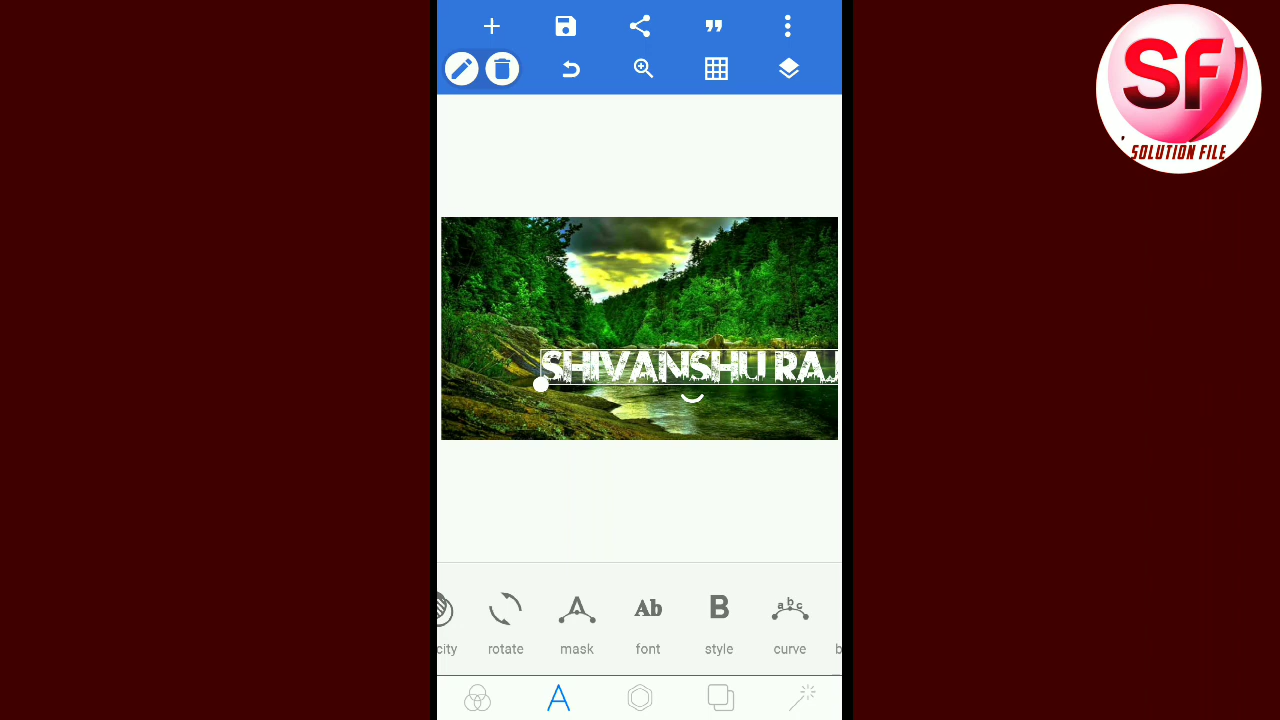 SF
SOLUTION FILE
SHIVANSHU RAJ
city rotate mask font style curve b
Ab B abc